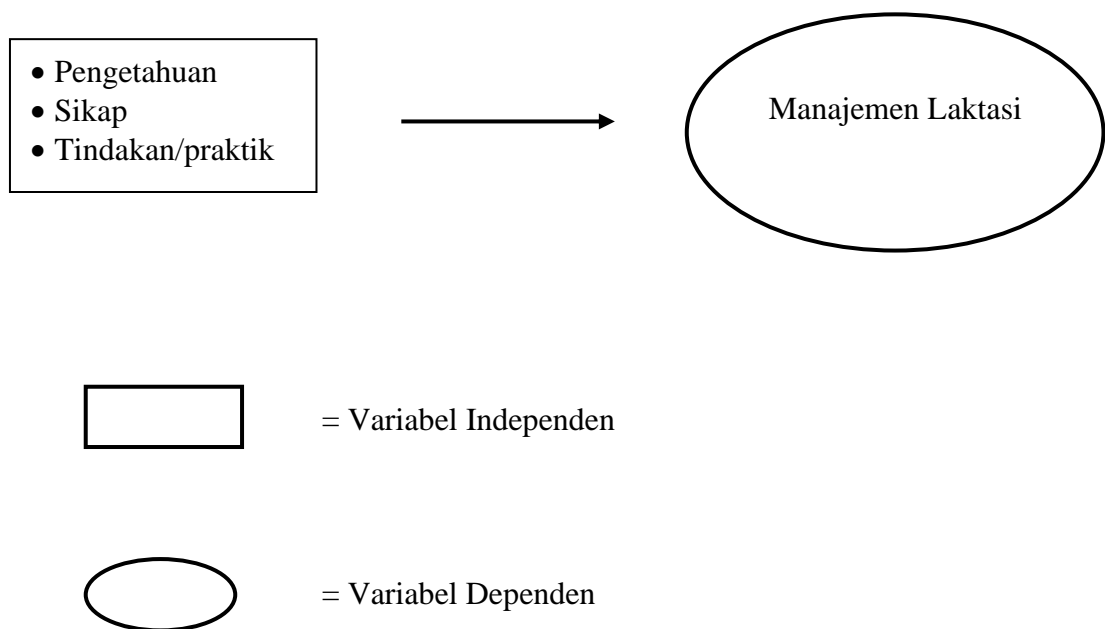 • Pengetahuan
• Sikap
• Tindakan/praktik
Manajemen Laktasi
= Variabel Independen
= Variabel Dependen